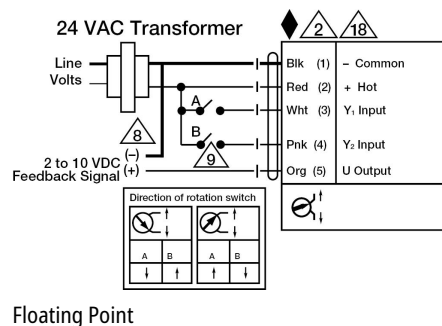 24 VAC Transformer
2 18
Line
Volts
Blk (1) – Common
Red (2) + Hot
A
Wht (3) Y₁ Input
B
Pnk (4) Y₂ Input
8
9
(–)
2 to 10 VDC
Feedback Signal (+)
Org (5) U Output
Direction of rotation switch
A B A B
Floating Point